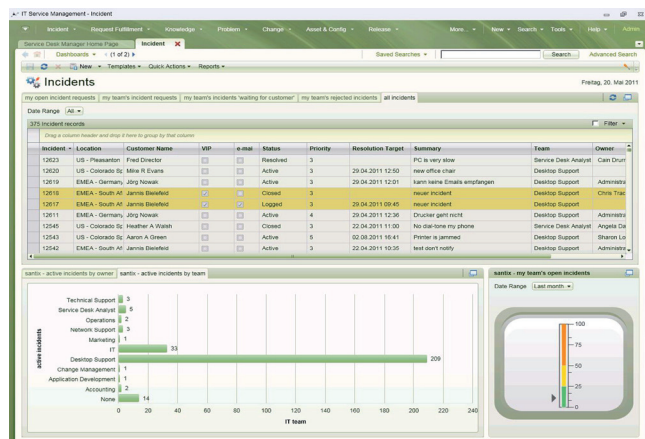 IT Service Management - Incident
Incident Request Fulfillment Knowledge Problem Change Asset & Config Release More... New Search Tools Help Admin
Service Desk Manager Home Page Incident
Dashboards (1 of 2) Saved Searches Search Advanced Search
New... Templates Quick Actions Reports
Incidents Freitag, 20. Mai 2011
my open incident requests my team's incident requests my team's incidents 'waiting for customer' my team's rejected incidents all incidents
Date Range All
375 Incident records Filter
Drag a column header and drop it here to group by that column
Incident Location Customer Name VIP e-mai Status Priority Resolution Target Summary Team Owner
12623 US - Pleasanton Fred Director Resolved 3 PC is very slow Service Desk Analyst Cain Drum
12620 US - Colorado Sp Mike R Evans Active 3 29.04.2011 12:50 new office chair Desktop Support
12619 EMEA - Germany Jörg Nowak Active 3 29.04.2011 12:01 kann keine Emails empfangen Desktop Support Administra
12618 EMEA - South Afr Jannis Bielefeld Closed 3 neuer incident Desktop Support Chris Trac
12617 EMEA - South Afr Jannis Bielefeld Logged 3 29.04.2011 09:45 neuer incident Desktop Support
12611 EMEA - Germany Jörg Nowak Active 4 29.04.2011 12:36 Drucker geht nicht Desktop Support Administra
12545 US - Colorado Sp Heather A Walsh Closed 3 22.04.2011 11:00 No dial-tone my phone Service Desk Analyst Angela Da
12543 US - Colorado Sp Aaron A Green Active 5 02.08.2011 16:41 Printer is jammed Desktop Support Sharon Lo
12542 EMEA - South Afr Jannis Bielefeld Active 3 22.04.2011 10:35 test don't notify Desktop Support Administra
santix - active incidents by owner santix - active incidents by team
active incidents
Technical Support 3
Service Desk Analyst 5
Operations 2
Network Support 3
Marketing 1
IT 33
Desktop Support 209
Change Management 1
Application Development 1
Accounting 2
None 14
0 20 40 60 80 100 120 140 160 180 200 220 240
IT team
santix - my team's open incidents
Date Range Last month
100
75
50
25
0